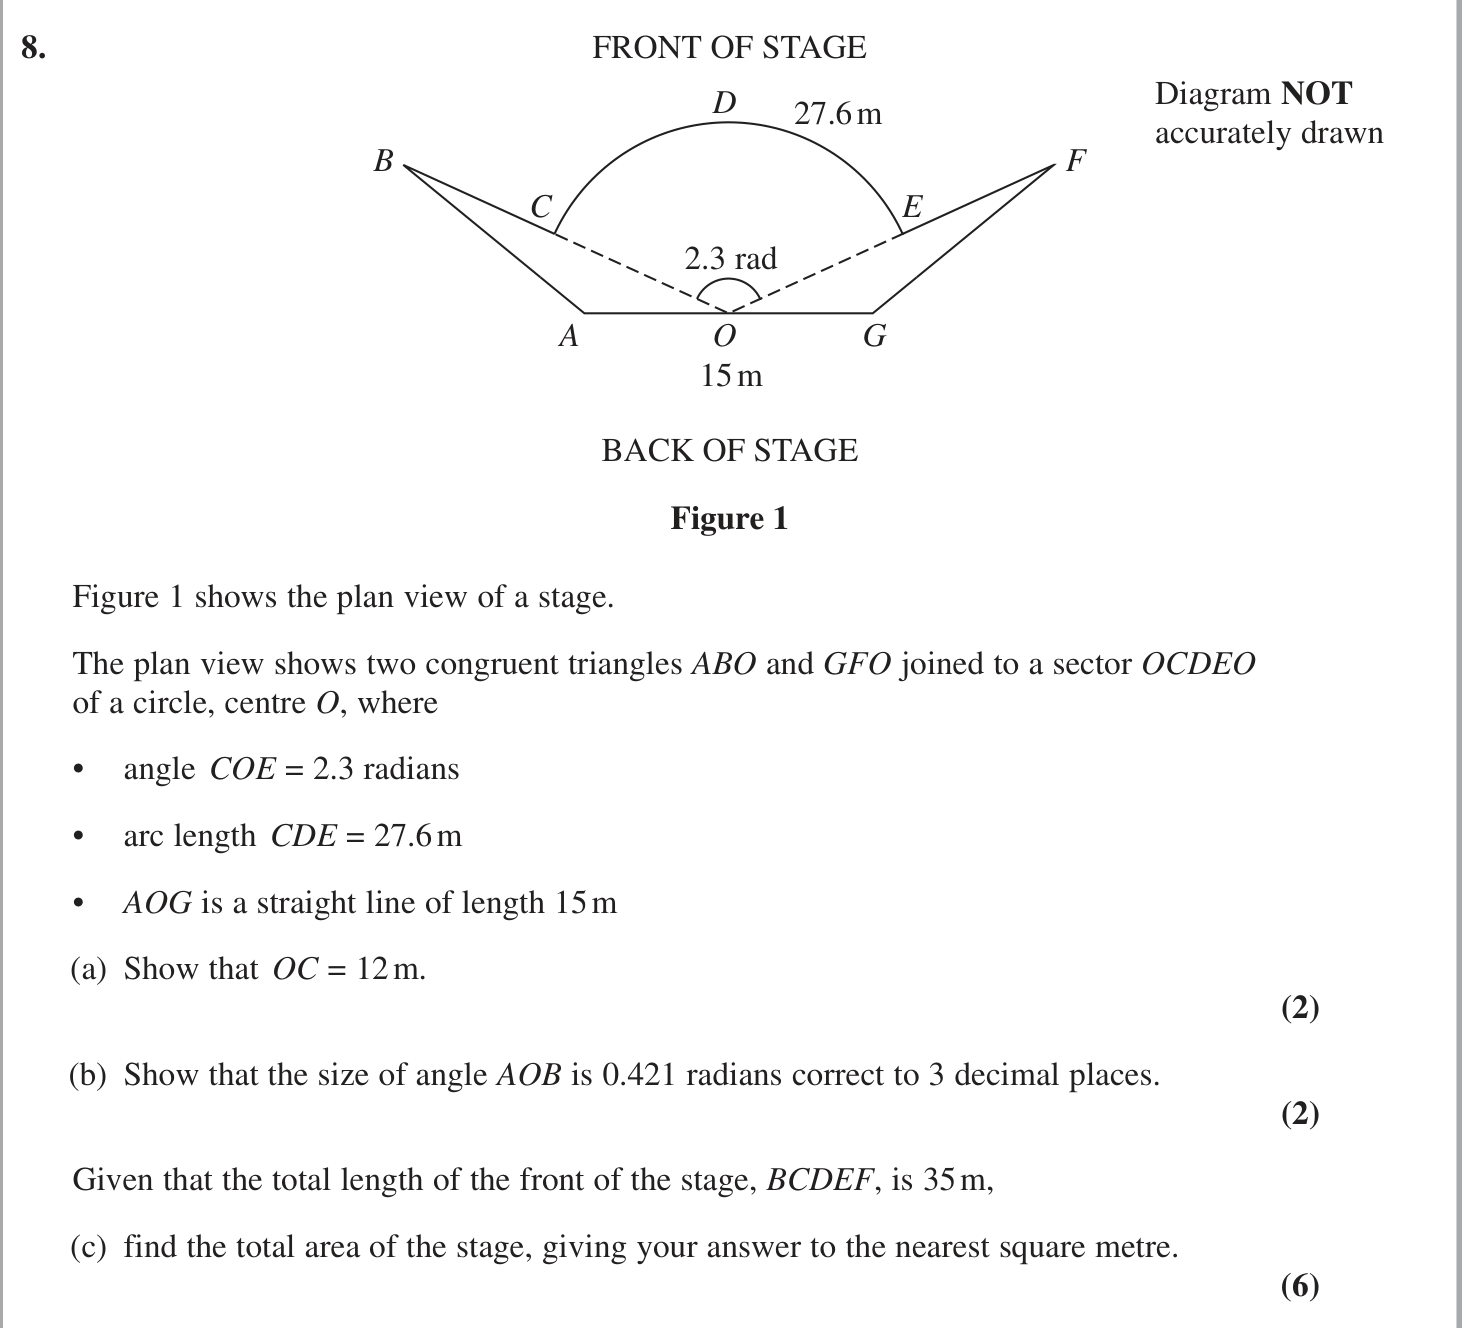 8.
FRONT OF STAGE
D
27.6 m
Diagram NOT
accurately drawn
B
F
C
E
2.3 rad
A
O
G
15 m
BACK OF STAGE
Figure 1
Figure 1 shows the plan view of a stage.
The plan view shows two congruent triangles ABO and GFO joined to a sector OCDEO
of a circle, centre O, where
• angle COE = 2.3 radians
• arc length CDE = 27.6 m
• AOG is a straight line of length 15 m
(a) Show that OC = 12 m.
(2)
(b) Show that the size of angle AOB is 0.421 radians correct to 3 decimal places.
(2)
Given that the total length of the front of the stage, BCDEF, is 35 m,
(c) find the total area of the stage, giving your answer to the nearest square metre.
(6)